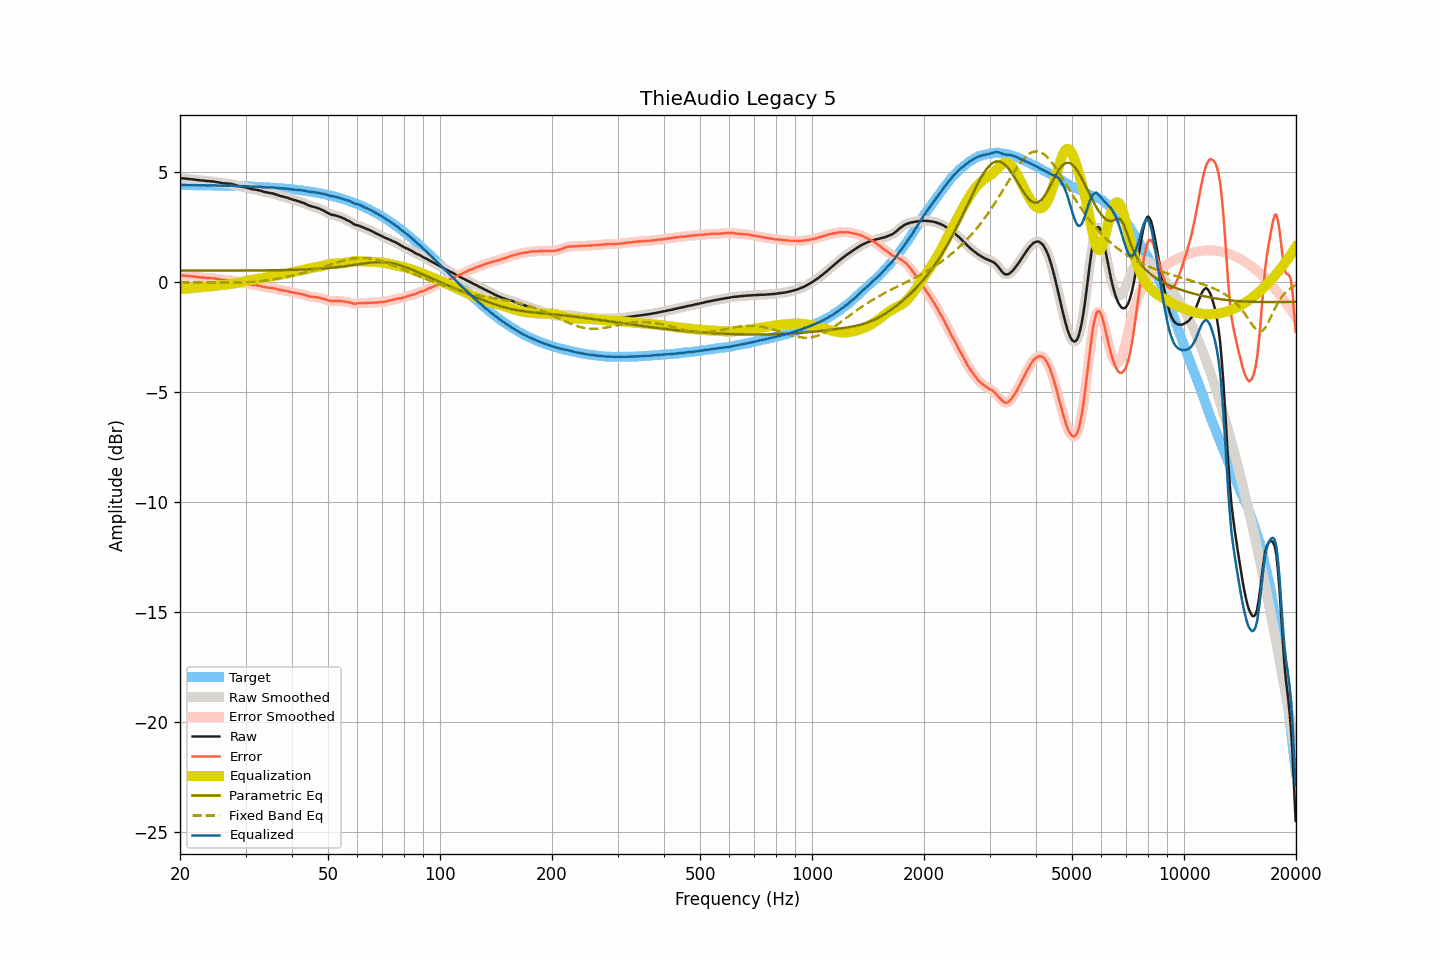 ThieAudio Legacy 5
Amplitude (dBr)
5
0
−5
−10
−15
−20
−25
Target
Raw Smoothed
Error Smoothed
Raw
Error
Equalization
Parametric Eq
Fixed Band Eq
Equalized
20 50 100 200 500 1000 2000 5000 10000 20000
Frequency (Hz)